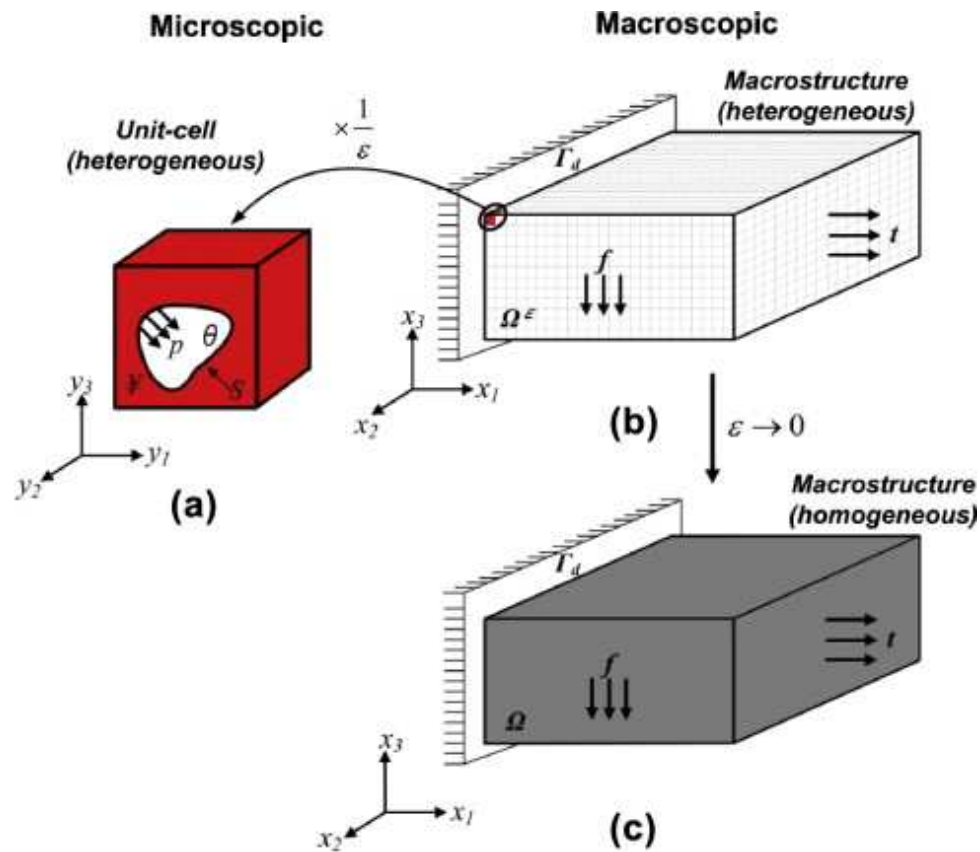 Microscopic
Macroscopic
Macrostructure
(heterogeneous)
Unit-cell
(heterogeneous)
× 1/ε
Γd
t
f
Ω^ε
p
θ
¥
S
y3
y1
y2
(a)
x3
x1
x2
(b)
ε → 0
Macrostructure
(homogeneous)
Γd
t
f
Ω
x3
x1
x2
(c)